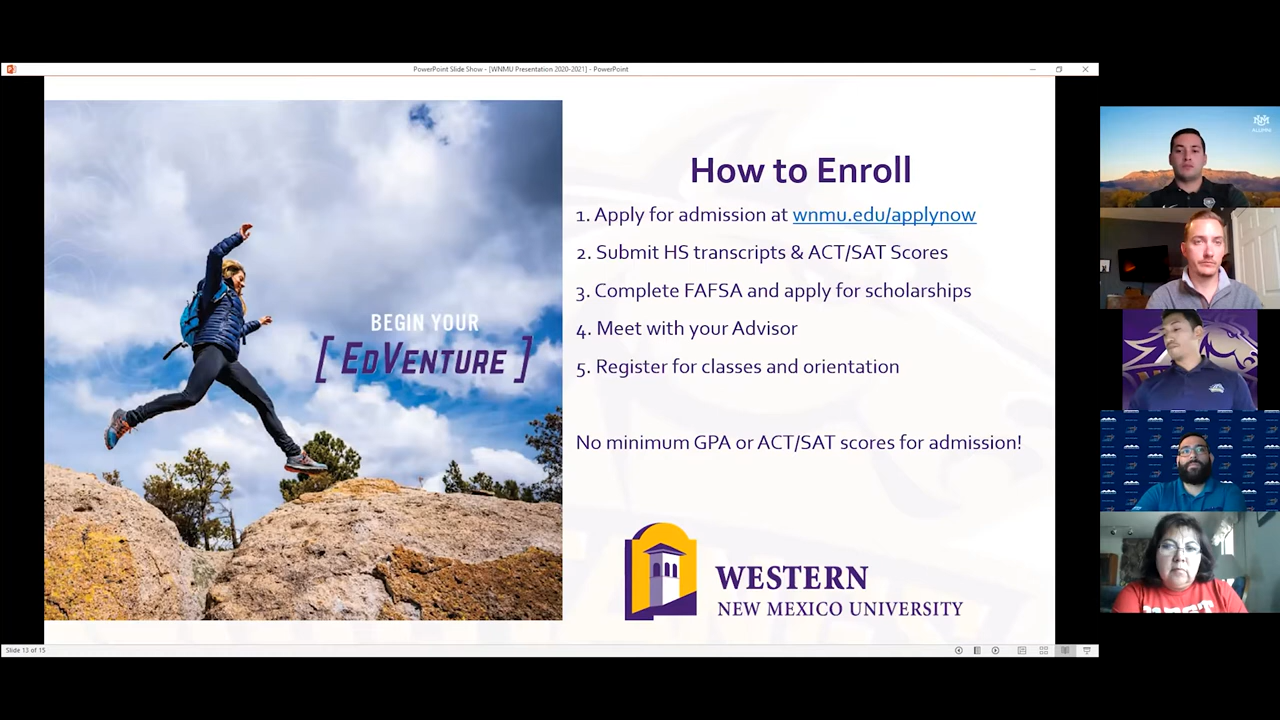 PowerPoint Slide Show - [WNMU Presentation 2020-2021] - PowerPoint
How to Enroll
1. Apply for admission at wnmu.edu/applynow
2. Submit HS transcripts & ACT/SAT Scores
3. Complete FAFSA and apply for scholarships
4. Meet with your Advisor
5. Register for classes and orientation
No minimum GPA or ACT/SAT scores for admission!
BEGIN YOUR
[EDVENTURE]
WESTERN
NEW MEXICO UNIVERSITY
Slide 13 of 15
ALUMNI